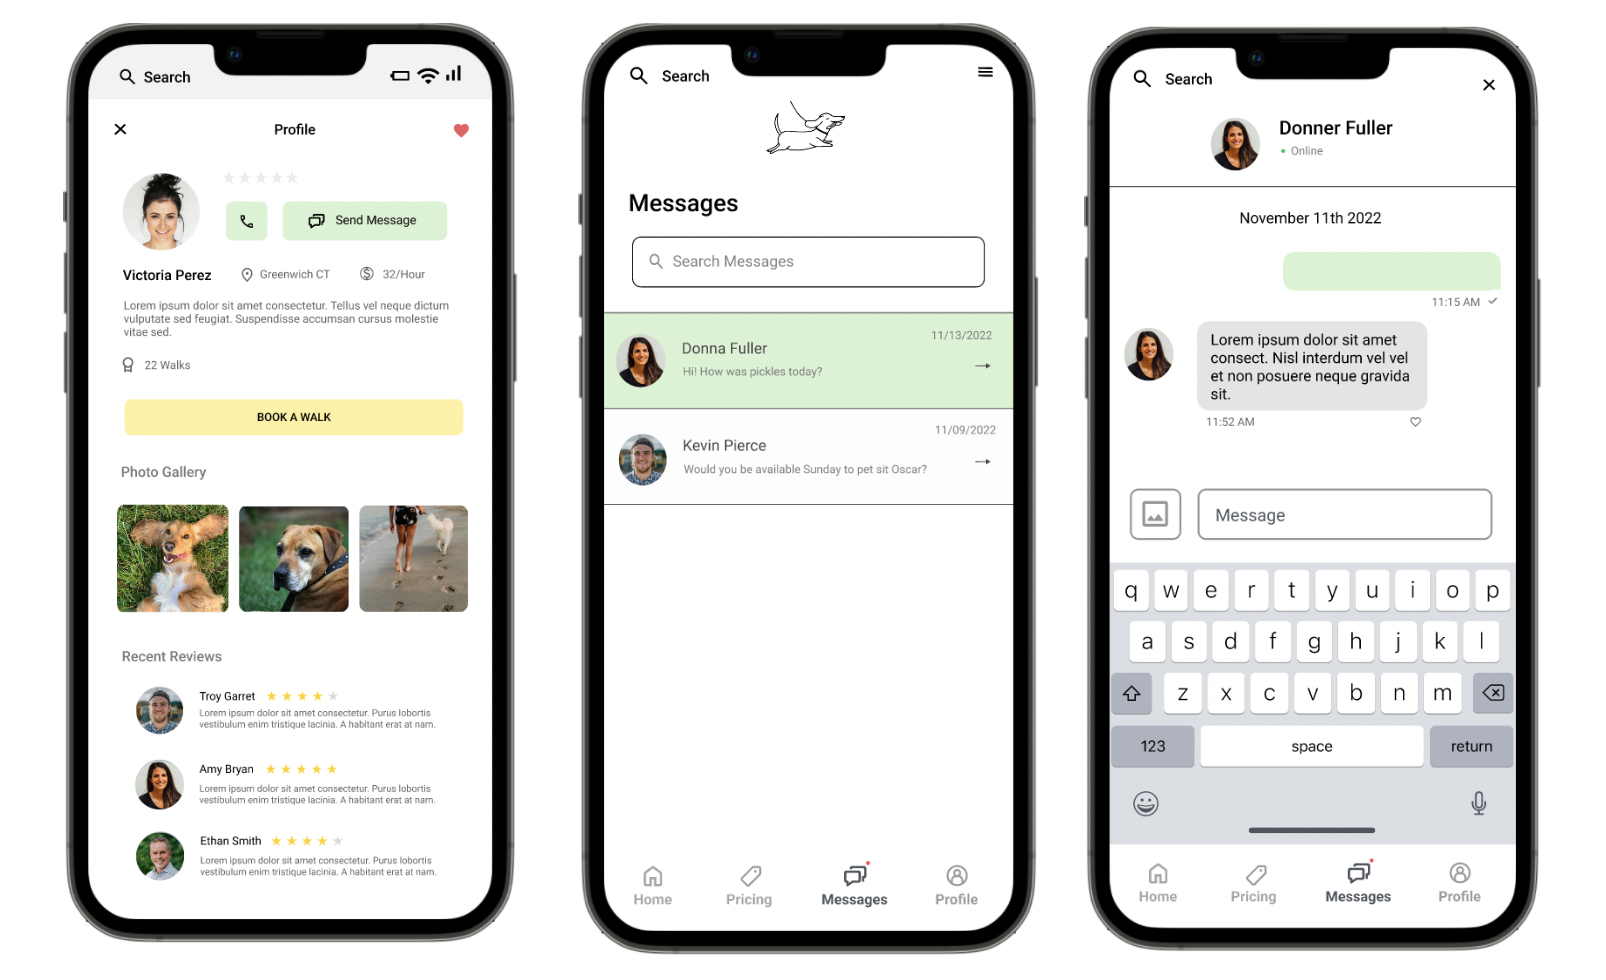 Search
Profile
Send Message
Victoria Perez
Greenwich CT
32/Hour
Lorem ipsum dolor sit amet consectetur. Tellus vel neque dictum
vulputate sed feugiat. Suspendisse accumsan cursus molestie
vitae sed.
22 Walks
BOOK A WALK
Photo Gallery
Recent Reviews
Troy Garret
Lorem ipsum dolor sit amet consectetur. Purus lobortis
vestibulum enim tristique lacinia. A habitant erat at nam.
Amy Bryan
Lorem ipsum dolor sit amet consectetur. Purus lobortis
vestibulum enim tristique lacinia. A habitant erat at nam.
Ethan Smith
Lorem ipsum dolor sit amet consectetur. Purus lobortis
vestibulum enim tristique lacinia. A habitant erat at nam.
Search
Messages
Search Messages
11/13/2022
Donna Fuller
Hi! How was pickles today?
11/09/2022
Kevin Pierce
Would you be available Sunday to pet sit Oscar?
Home
Pricing
Messages
Profile
Search
Donner Fuller
Online
November 11th 2022
11:15 AM
Lorem ipsum dolor sit amet
consect. Nisl interdum vel vel
et non posuere neque gravida
sit.
11:52 AM
Message
q w e r t y u i o p
a s d f g h j k l
z x c v b n m
123 space return
Home
Pricing
Messages
Profile